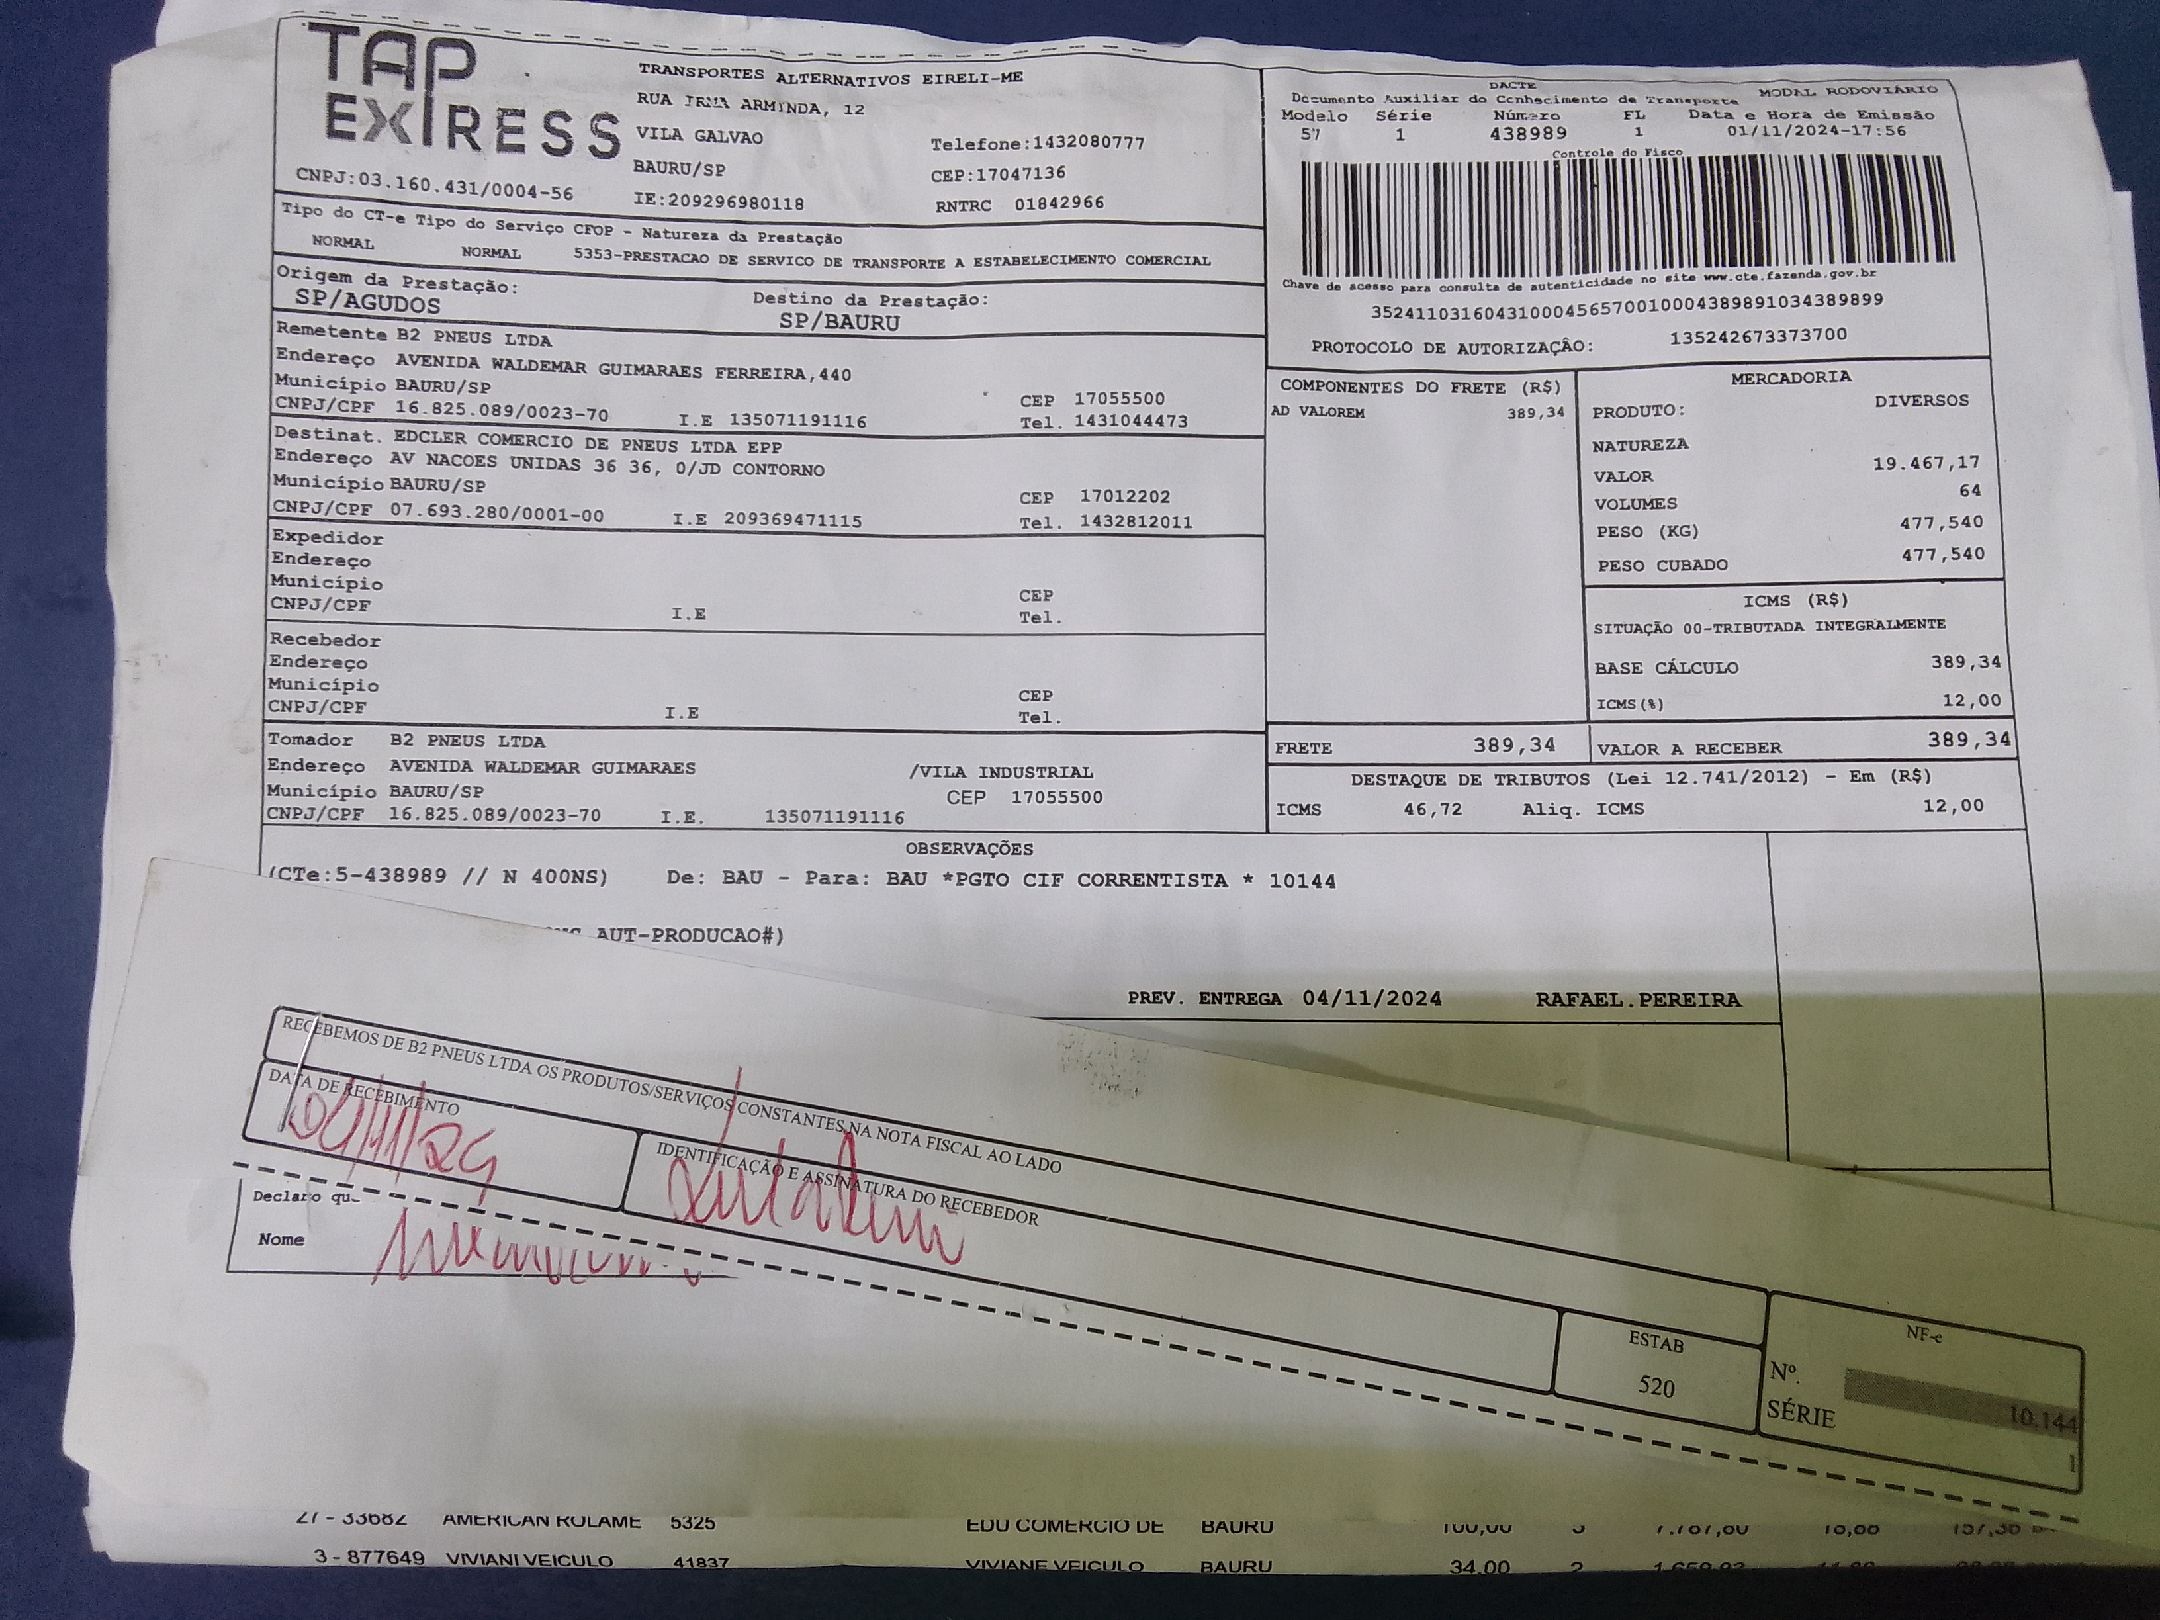 TAP
EXPRESS
TRANSPORTES ALTERNATIVOS EIRELI-ME
RUA IRMA ARMINDA, 12
VILA GALVAO
Telefone:1432080777
BAURU/SP
CEP:17047136
CNPJ:03.160.431/0004-56
IE:209296980118
RNTRC 01842966
DACTE
MODAL RODOVIÁRIO
Documento Auxiliar do Conhecimento de Transporte
Modelo Série Número FL Data e Hora de Emissão
57 1 438989 1 01/11/2024-17:56
Controle do Fisco
Chave de acesso para consulta de autenticidade no site www.cte.fazenda.gov.br
35241103160431000456570010004389891034389899
PROTOCOLO DE AUTORIZAÇÃO: 135242673373700
Tipo do CT-e Tipo do Serviço CFOP - Natureza da Prestação
NORMAL NORMAL 5353-PRESTACAO DE SERVICO DE TRANSPORTE A ESTABELECIMENTO COMERCIAL
Origem da Prestação: Destino da Prestação:
SP/AGUDOS SP/BAURU
Remetente B2 PNEUS LTDA
Endereço AVENIDA WALDEMAR GUIMARAES FERREIRA,440
Município BAURU/SP CEP 17055500
CNPJ/CPF 16.825.089/0023-70 I.E 135071191116 Tel. 1431044473
Destinat. EDCLER COMERCIO DE PNEUS LTDA EPP
Endereço AV NACOES UNIDAS 36 36, 0/JD CONTORNO
Município BAURU/SP CEP 17012202
CNPJ/CPF 07.693.280/0001-00 I.E 209369471115 Tel. 1432812011
Expedidor
Endereço
Município CEP
CNPJ/CPF I.E Tel.
Recebedor
Endereço
Município CEP
CNPJ/CPF I.E Tel.
Tomador B2 PNEUS LTDA
Endereço AVENIDA WALDEMAR GUIMARAES /VILA INDUSTRIAL
Município BAURU/SP CEP 17055500
CNPJ/CPF 16.825.089/0023-70 I.E. 135071191116
COMPONENTES DO FRETE (R$)
AD VALOREM 389,34
MERCADORIA
PRODUTO: DIVERSOS
NATUREZA
VALOR 19.467,17
VOLUMES 64
PESO (KG) 477,540
PESO CUBADO 477,540
ICMS (R$)
SITUAÇÃO 00-TRIBUTADA INTEGRALMENTE
BASE CÁLCULO 389,34
ICMS(%) 12,00
FRETE 389,34 VALOR A RECEBER 389,34
DESTAQUE DE TRIBUTOS (Lei 12.741/2012) - Em (R$)
ICMS 46,72 Aliq. ICMS 12,00
OBSERVAÇÕES
(CTe:5-438989 // N 400NS) De: BAU - Para: BAU *PGTO CIF CORRENTISTA * 10144
AUT-PRODUCAO#)
PREV. ENTREGA 04/11/2024 RAFAEL.PEREIRA
RECEBEMOS DE B2 PNEUS LTDA OS PRODUTOS/SERVIÇOS CONSTANTES NA NOTA FISCAL AO LADO
DATA DE RECEBIMENTO
IDENTIFICAÇÃO E ASSINATURA DO RECEBEDOR
Declaro
Nome
ESTAB
520
NF-e
Nº. 10.144
SÉRIE 1
27 - 33682 AMERICAN ROLAME 5325 EDU COMERCIO DE BAURU 100,00
3 - 877649 VIVIANI VEICULO 41837 VIVIANE VEICULO BAURU 34,00 2